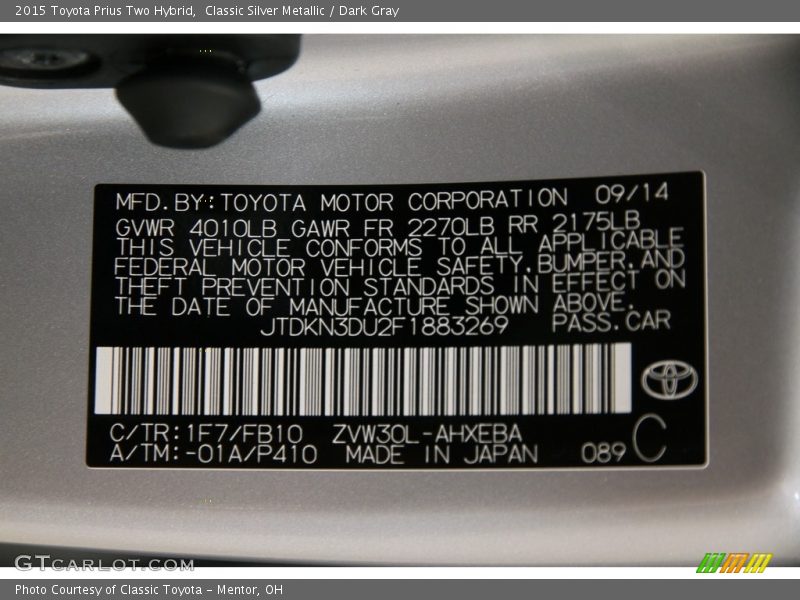 2015 Toyota Prius Two Hybrid,  Classic Silver Metallic / Dark Gray
MFD.BY:TOYOTA MOTOR CORPORATION  09/14
GVWR 4010LB GAWR FR 2270LB RR 2175LB
THIS VEHICLE CONFORMS TO ALL APPLICABLE
FEDERAL MOTOR VEHICLE SAFETY,BUMPER,AND
THEFT PREVENTION STANDARDS IN EFFECT ON
THE DATE OF MANUFACTURE SHOWN ABOVE.
JTDKN3DU2F1883269  PASS.CAR
C/TR:1F7/FB10  ZVW30L-AHXEBA
A/TM:-01A/P410  MADE IN JAPAN  089 C
GTCARLOT.COM
Photo Courtesy of Classic Toyota - Mentor, OH